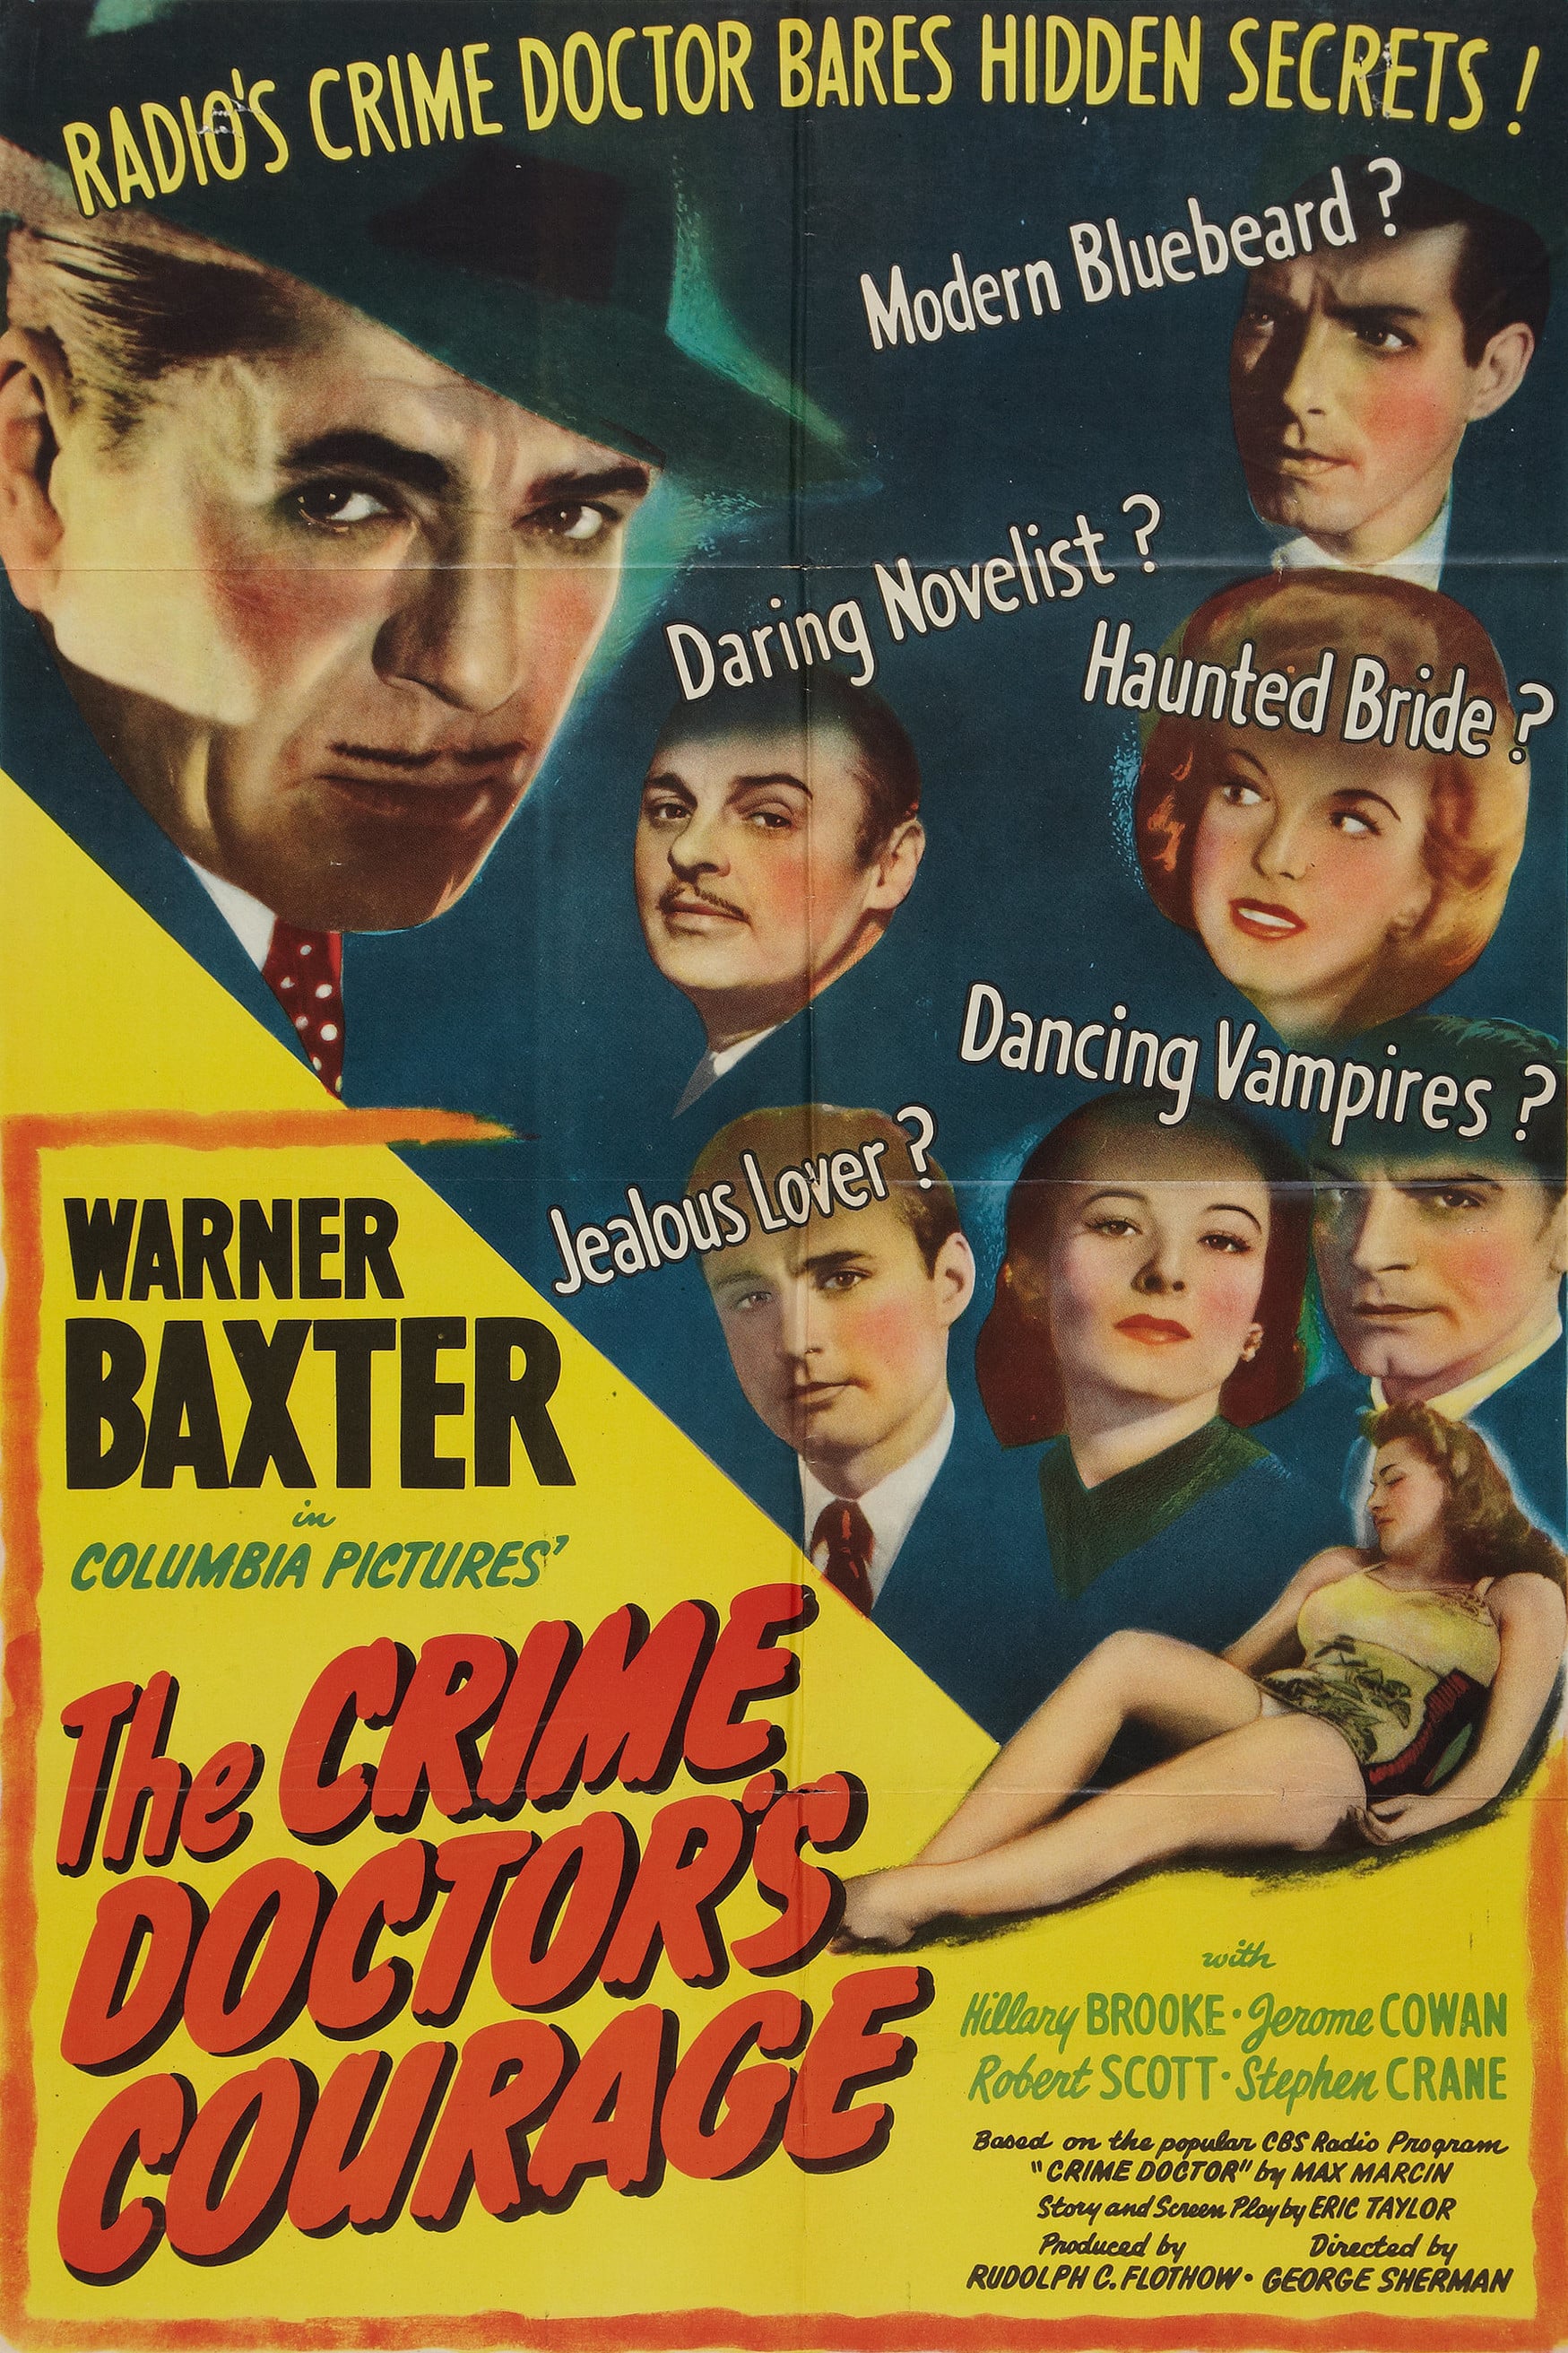 RADIO'S CRIME DOCTOR BARES HIDDEN SECRETS!
Modern Bluebeard?
Daring Novelist?
Haunted Bride?
Dancing Vampires?
Jealous Lover?
WARNER
BAXTER
in
COLUMBIA PICTURES'
The CRIME
DOCTOR'S
COURAGE
with
Hillary BROOKE • Jerome COWAN
Robert SCOTT • Stephen CRANE
Based on the popular CBS Radio Program
"CRIME DOCTOR" by MAX MARCIN
Story and Screen Play by ERIC TAYLOR
Produced by Directed by
RUDOLPH C. FLOTHOW • GEORGE SHERMAN